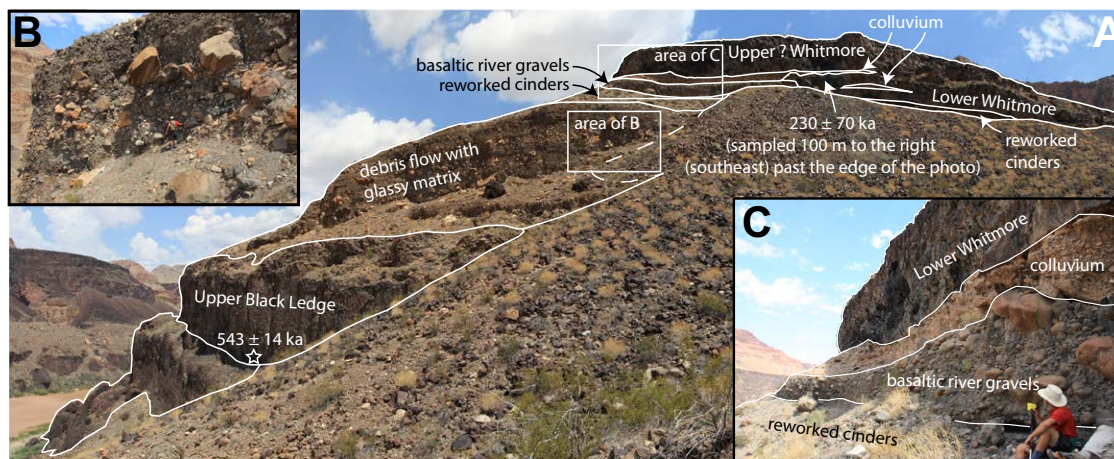 B
A
colluvium
area of C
Upper ? Whitmore
basaltic river gravels
reworked cinders
Lower Whitmore
area of B
230 ± 70 ka
(sampled 100 m to the right
(southeast) past the edge of the photo)
reworked
cinders
debris flow with
glassy matrix
Upper Black Ledge
543 ± 14 ka
C
Lower Whitmore
colluvium
basaltic river gravels
reworked cinders